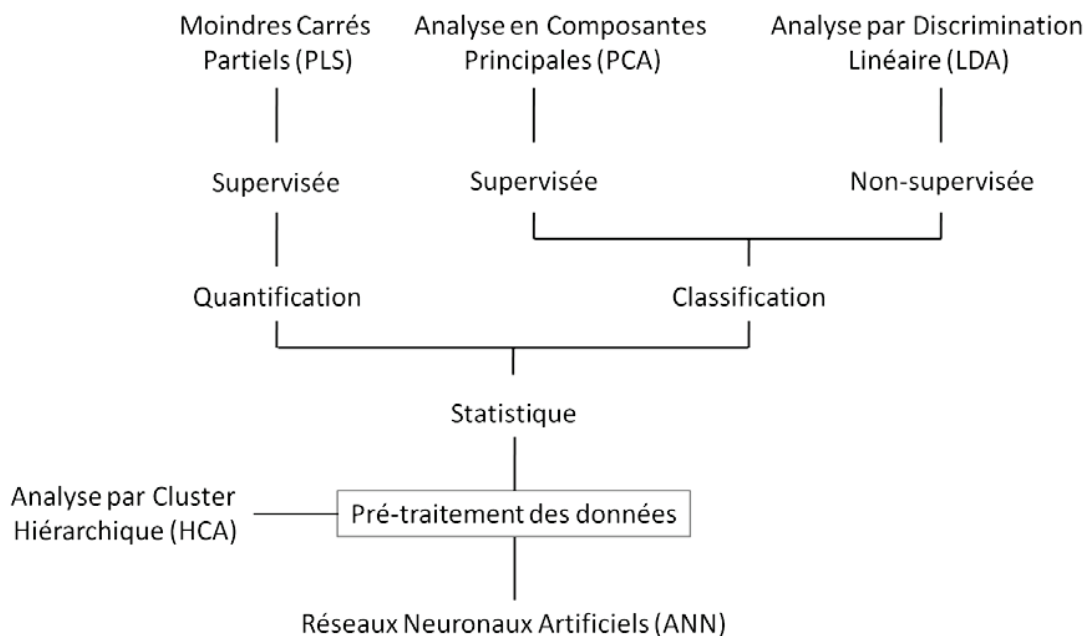 Moindres Carrés
Partiels (PLS)
Analyse en Composantes
Principales (PCA)
Analyse par Discrimination
Linéaire (LDA)
Supervisée
Supervisée
Non-supervisée
Quantification
Classification
Statistique
Analyse par Cluster
Hiérarchique (HCA)
Pré-traitement des données
Réseaux Neuronaux Artificiels (ANN)